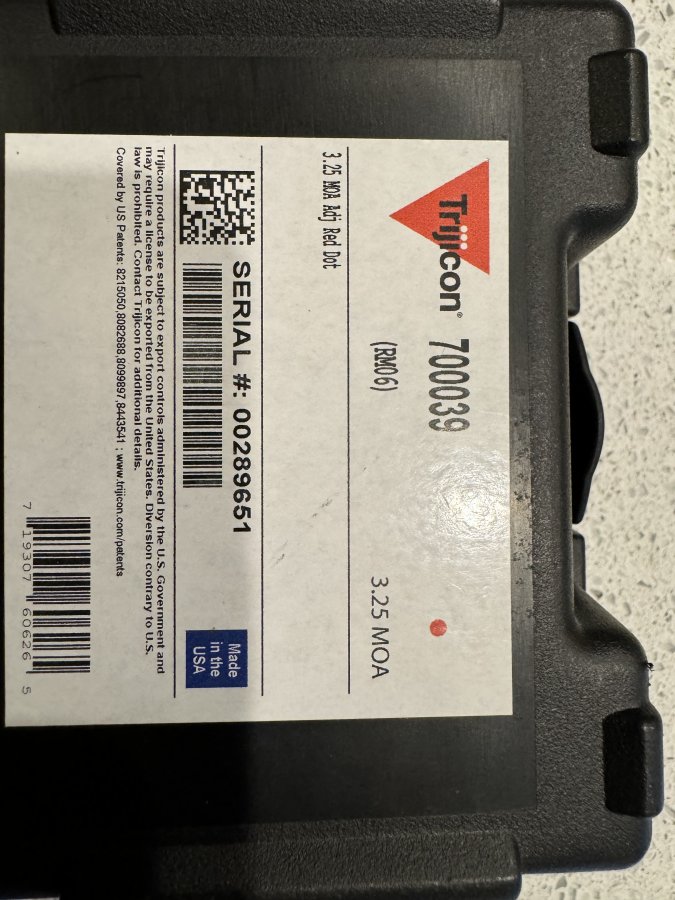 Trijicon® 700039
(RM06)
3.25 MOA
3.25 MOA Adj Red Dot
SERIAL #: 00289651
Made
in the
USA
Trijicon products are subject to export controls administered by the U.S. Government and
may require a license to be exported from the United States. Diversion contrary to U.S.
law is prohibited. Contact Trijicon for additional details.
Covered by US Patents: 8215050,8082688,8099897,8443541 ; www.trijicon.com/patents
7 19307 60626 5